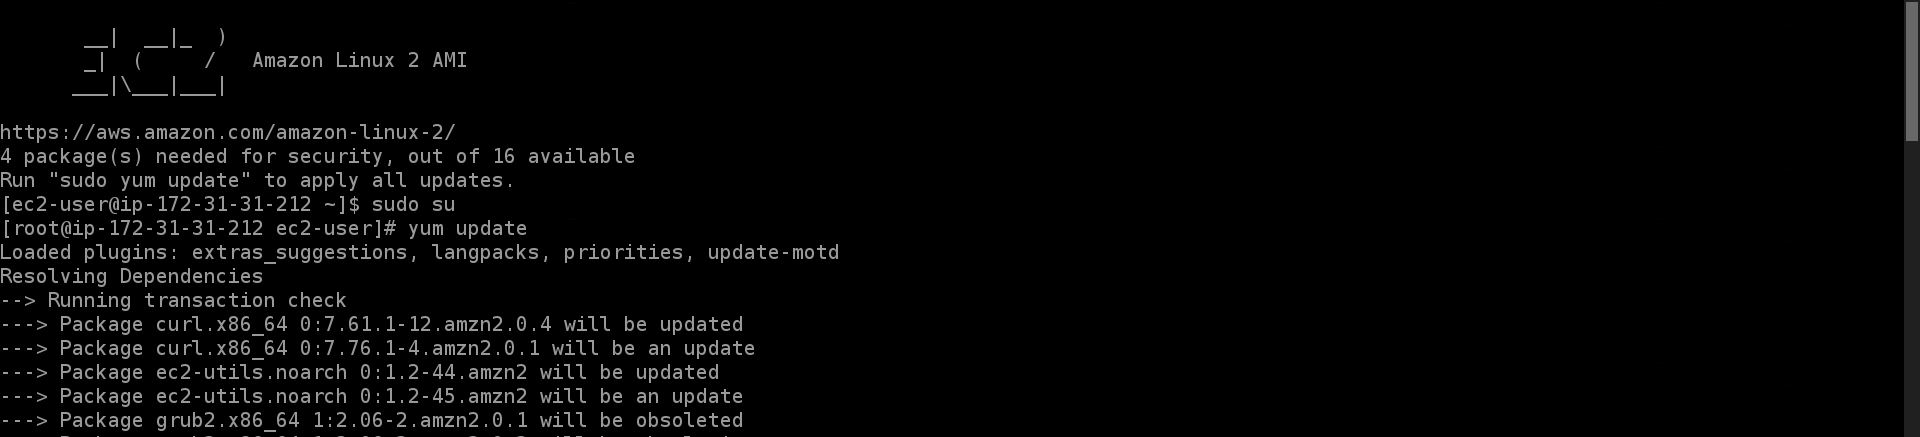 __|  __|_  )
       _|  (     /   Amazon Linux 2 AMI
      ___|\___|___|
https://aws.amazon.com/amazon-linux-2/
4 package(s) needed for security, out of 16 available
Run "sudo yum update" to apply all updates.
[ec2-user@ip-172-31-31-212 ~]$ sudo su
[root@ip-172-31-31-212 ec2-user]# yum update
Loaded plugins: extras_suggestions, langpacks, priorities, update-motd
Resolving Dependencies
--> Running transaction check
---> Package curl.x86_64 0:7.61.1-12.amzn2.0.4 will be updated
---> Package curl.x86_64 0:7.76.1-4.amzn2.0.1 will be an update
---> Package ec2-utils.noarch 0:1.2-44.amzn2 will be updated
---> Package ec2-utils.noarch 0:1.2-45.amzn2 will be an update
---> Package grub2.x86_64 1:2.06-2.amzn2.0.1 will be obsoleted